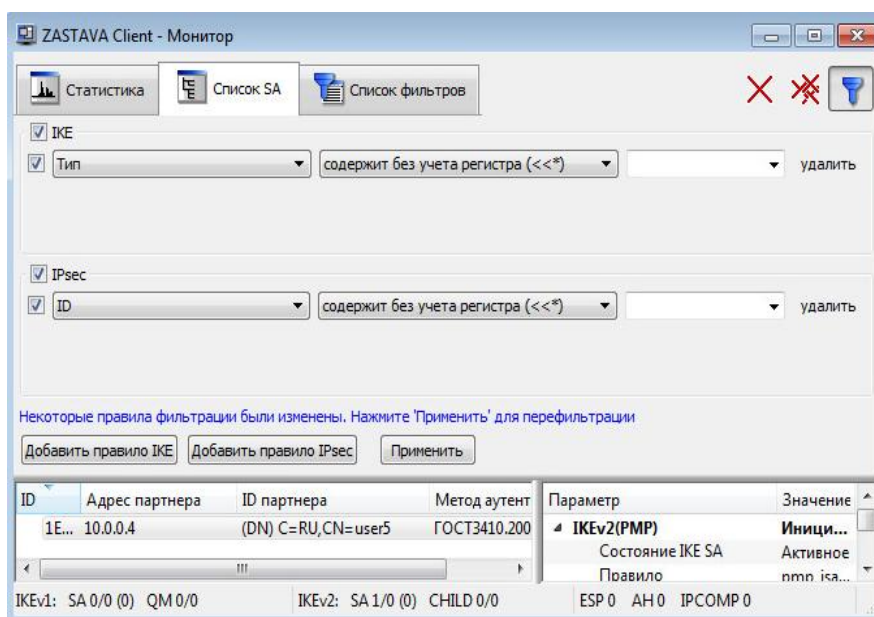 ZASTAVA Client - Монитор
Статистика
Список SA
Список фильтров
IKE
Тип
содержит без учета регистра (<<*)
удалить
IPsec
ID
содержит без учета регистра (<<*)
удалить
Некоторые правила фильтрации были изменены. Нажмите 'Применить' для перефильтрации
Добавить правило IKE
Добавить правило IPsec
Применить
ID Адрес партнера ID партнера Метод аутент
1E... 10.0.0.4 (DN) C=RU,CN=user5 ГОСТ3410.200
Параметр Значение
IKEv2(PMP) Иници...
Состояние IKE SA Активное
Правило pmp_isa...
IKEv1: SA 0/0 (0) QM 0/0 IKEv2: SA 1/0 (0) CHILD 0/0 ESP 0 AH 0 IPCOMP 0